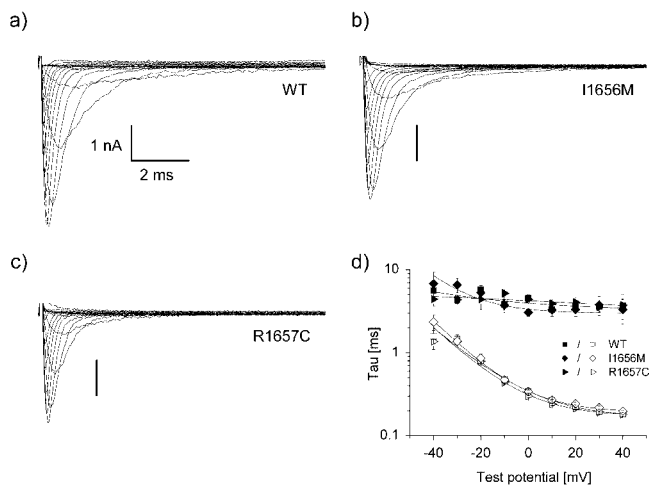 a)
WT
1 nA
2 ms
b)
I1656M
c)
R1657C
d)
10
1
0.1
Tau [ms]
/ WT
/ I1656M
/ R1657C
-40 -20 0 20 40
Test potential [mV]